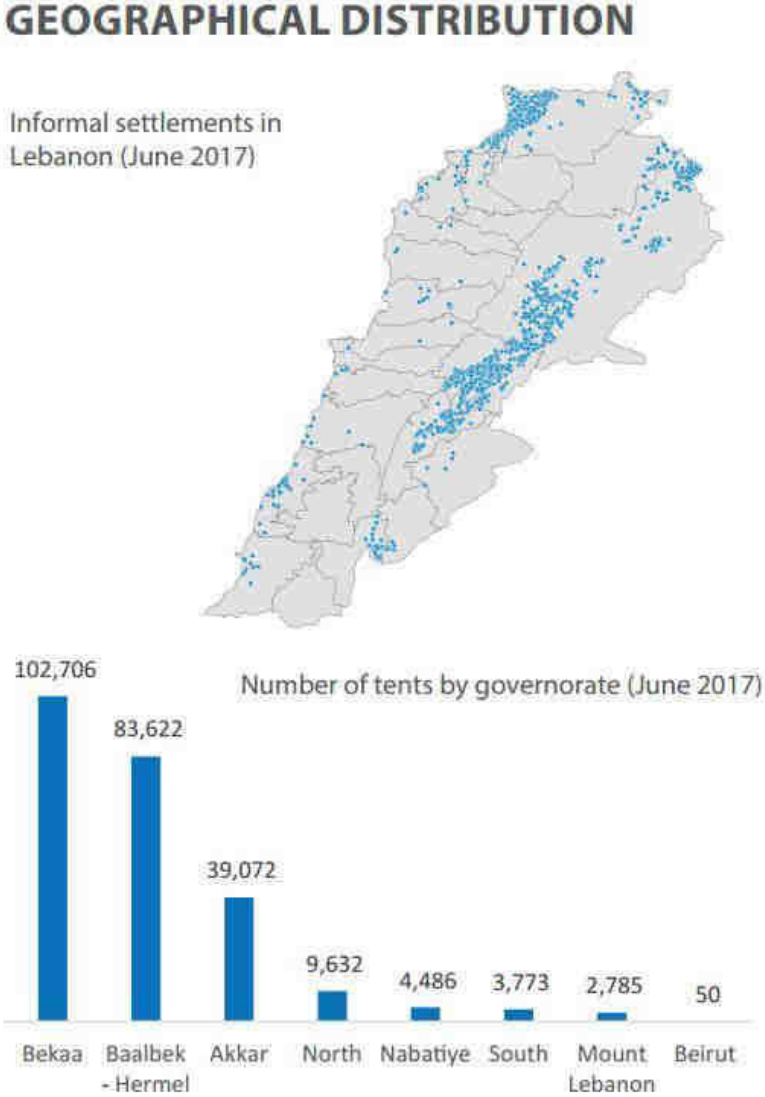 GEOGRAPHICAL DISTRIBUTION
Informal settlements in
Lebanon (June 2017)
Number of tents by governorate (June 2017)
102,706
83,622
39,072
9,632
4,486
3,773
2,785
50
Bekaa
Baalbek
- Hermel
Akkar
North
Nabatiye
South
Mount
Lebanon
Beirut